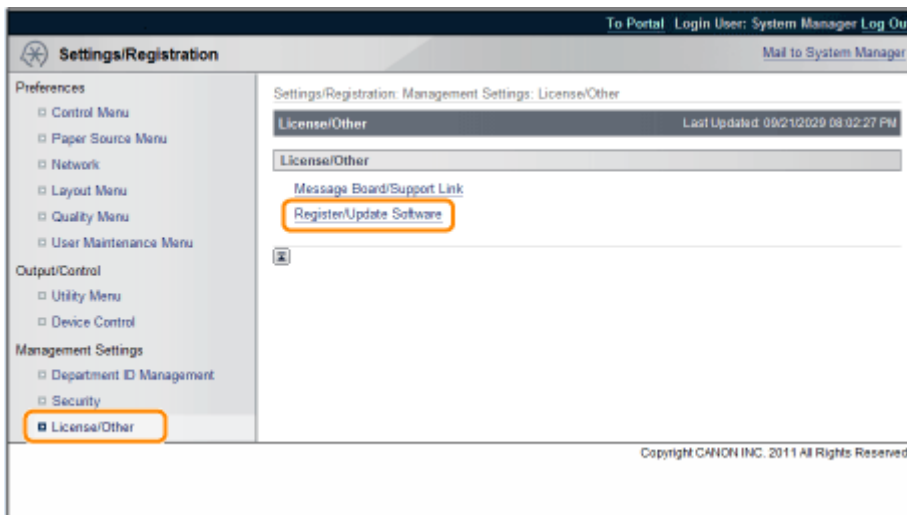 To Portal Login User: System Manager Log Ou
Settings/Registration
Mail to System Manager
Preferences
Control Menu
Paper Source Menu
Network
Layout Menu
Quality Menu
User Maintenance Menu
Output/Control
Utility Menu
Device Control
Management Settings
Department ID Management
Security
License/Other
Settings/Registration: Management Settings: License/Other
License/Other Last Updated: 09/21/2029 08:02:27 PM
License/Other
Message Board/Support Link
Register/Update Software
Copyright CANON INC. 2011 All Rights Reserved